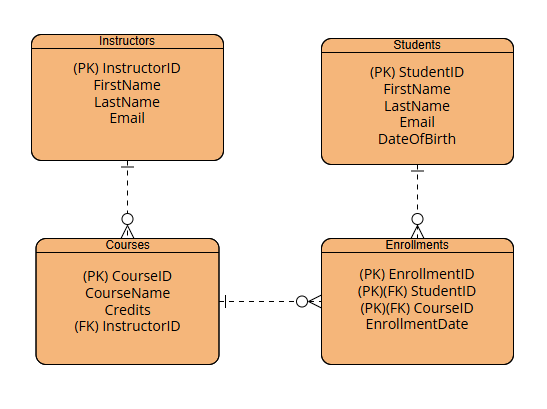 Instructors
(PK) InstructorID
FirstName
LastName
Email
Students
(PK) StudentID
FirstName
LastName
Email
DateOfBirth
Courses
(PK) CourseID
CourseName
Credits
(FK) InstructorID
Enrollments
(PK) EnrollmentID
(PK)(FK) StudentID
(PK)(FK) CourseID
EnrollmentDate